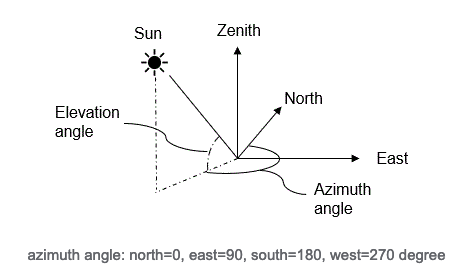 Sun
Zenith
North
Elevation
angle
East
Azimuth
angle
azimuth angle: north=0, east=90, south=180, west=270 degree